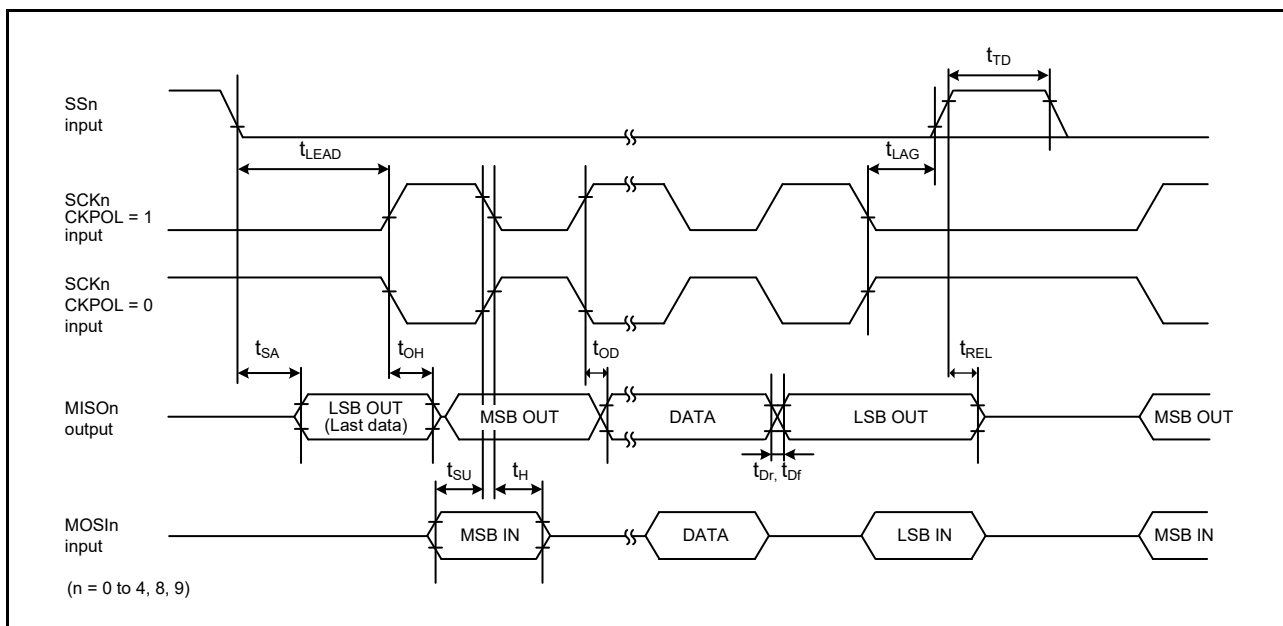 tTD
SSn
input
tLEAD
tLAG
SCKn
CKPOL = 1
input
SCKn
CKPOL = 0
input
tSA
tOH
tOD
tREL
MISOn
output
LSB OUT
(Last data)
MSB OUT
DATA
LSB OUT
MSB OUT
tSU
tH
tDr, tDf
MOSIn
input
MSB IN
DATA
LSB IN
MSB IN
(n = 0 to 4, 8, 9)